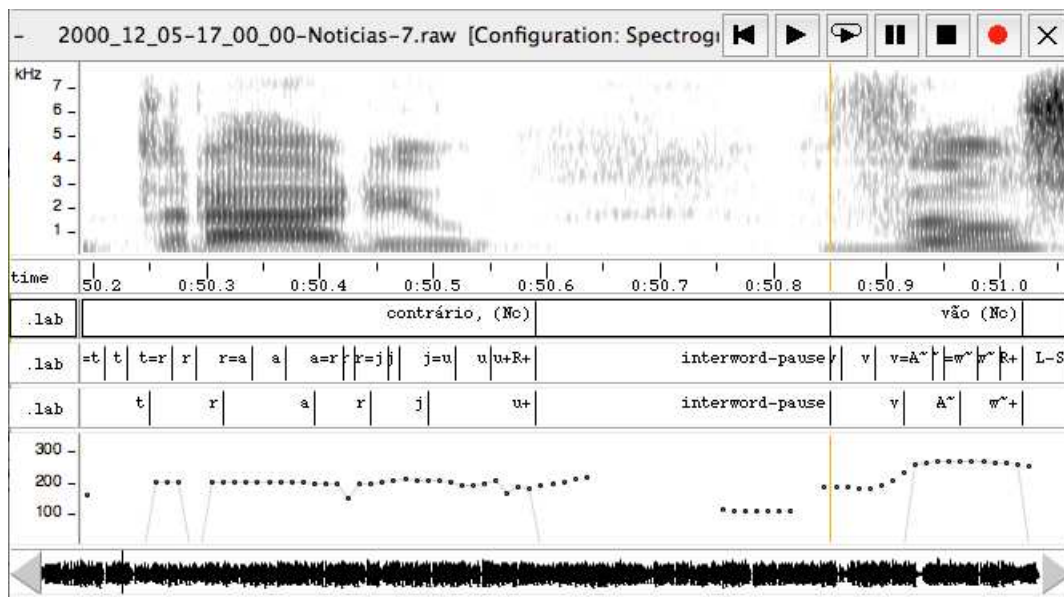 - 2000_12_05-17_00_00-Noticias-7.raw [Configuration: Spectrogr
kHz
7
6
5
4
3
2
1
time 50.2 0:50.3 0:50.4 0:50.5 0:50.6 0:50.7 0:50.8 0:50.9 0:51.0
.lab contrário, (Nc) vão (Nc)
.lab =t t t=r r r=a a a=r r r=j j j=u u u+R+ interword-pause v v v=A~ ~ =w~ w~ R+ L-S
.lab t r a r j u+ interword-pause v A~ w~+
300
200
100